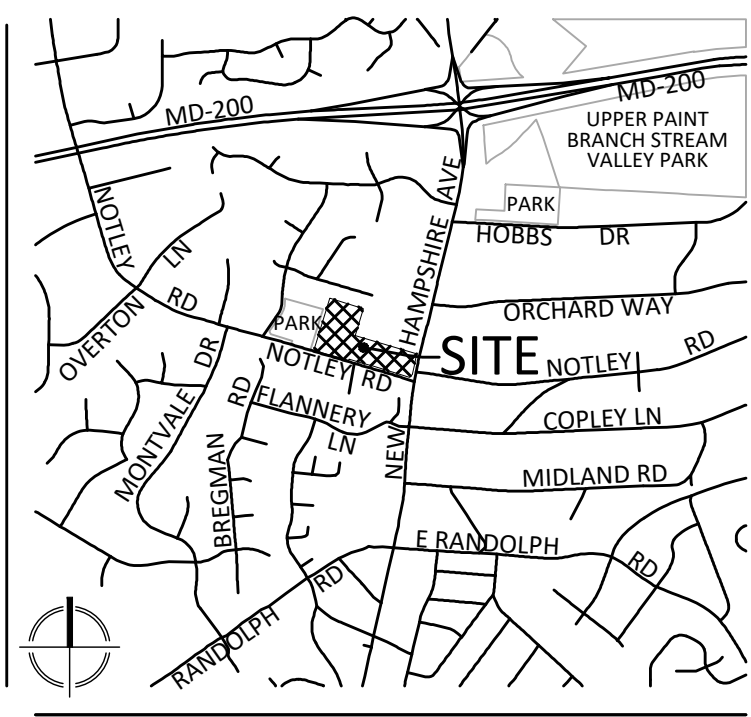 MD-200
MD-200
UPPER PAINT
BRANCH STREAM
VALLEY PARK
NOTLEY
RD
OVERTON
LN
PARK
HOBBS DR
NEW
HAMPSHIRE
AVE
ORCHARD WAY
PARK
SITE
NOTLEY
RD
NOTLEY
RD
MONTVALE
DR
BREGMAN
RD
FLANNERY
LN
COPLEY LN
MIDLAND RD
E RANDOLPH
RD
RANDOLPH
RD